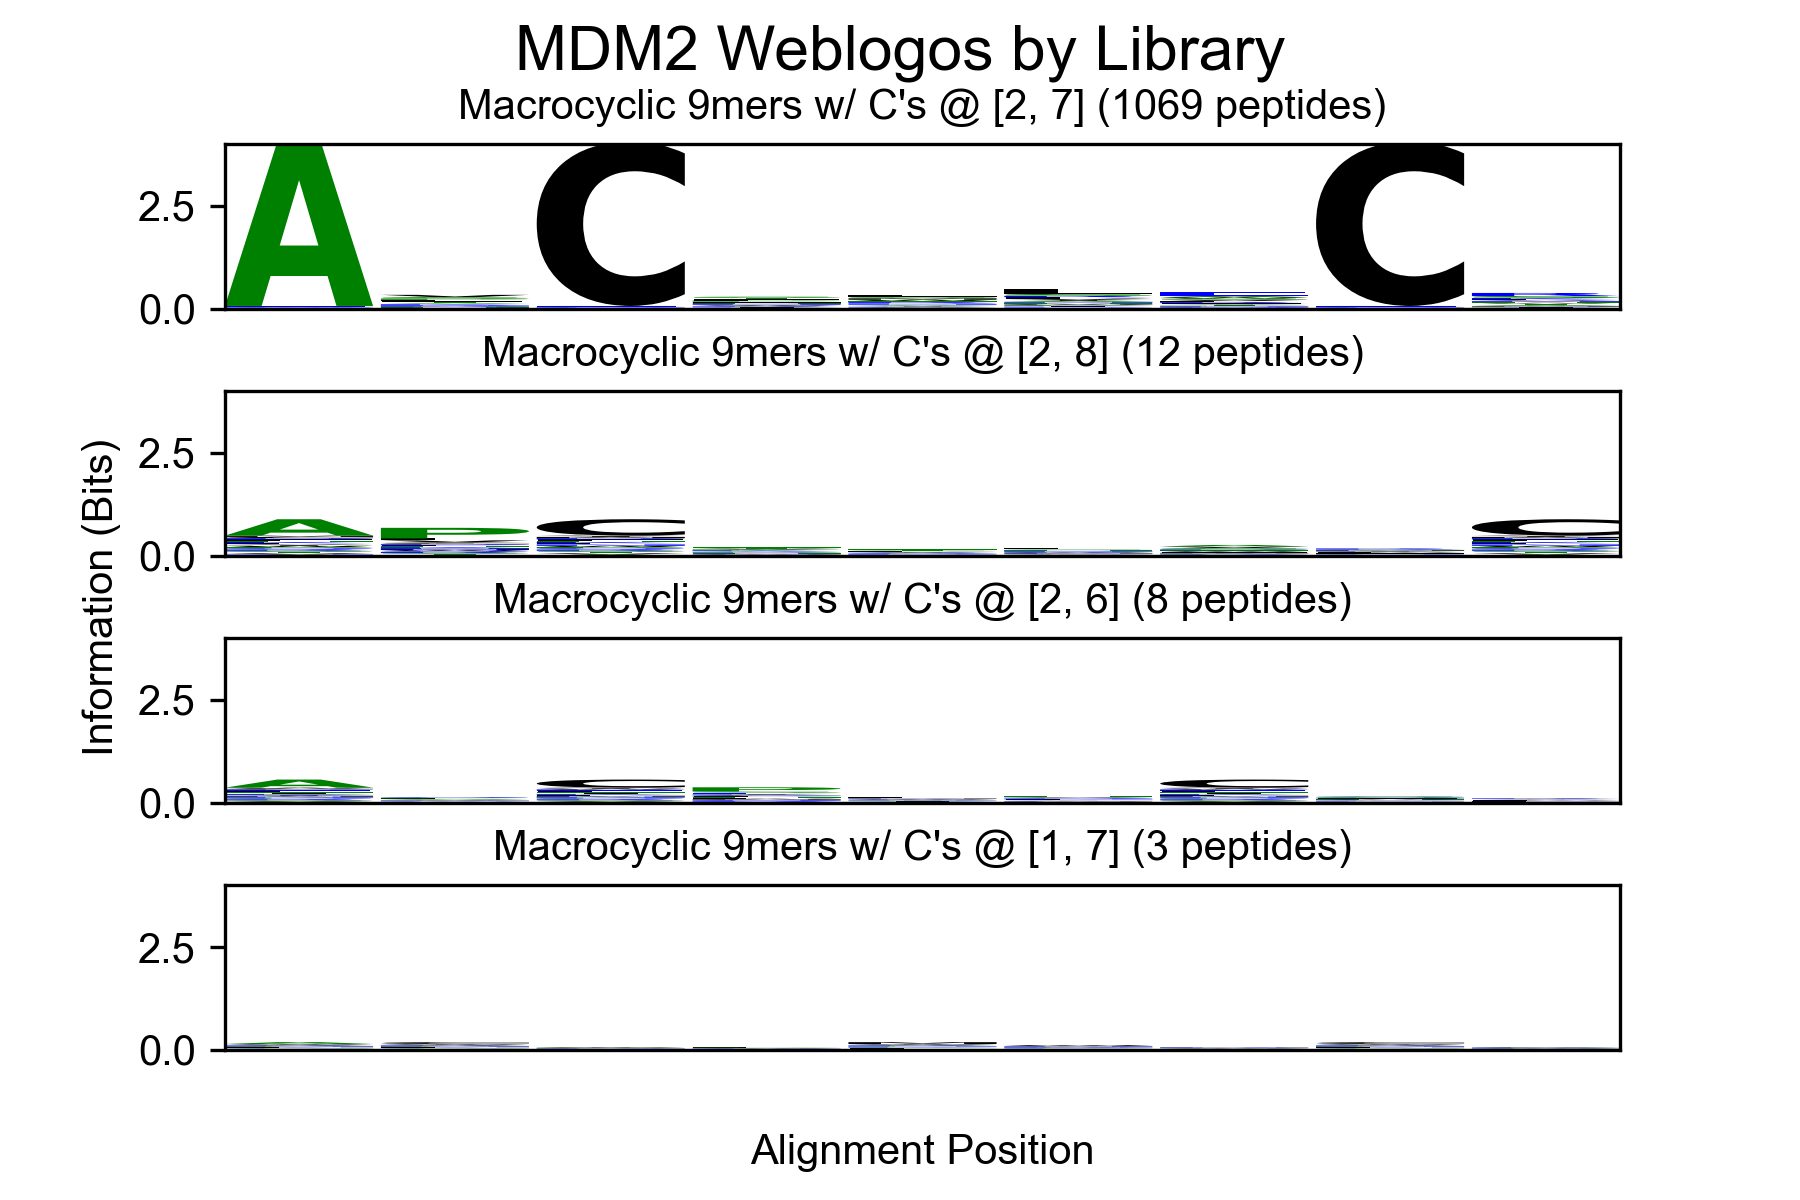 MDM2 Weblogos by Library
Macrocyclic 9mers w/ C's @ [2, 7] (1069 peptides)
2.5
0.0
A C C
Macrocyclic 9mers w/ C's @ [2, 8] (12 peptides)
2.5
0.0
A P C C
Macrocyclic 9mers w/ C's @ [2, 6] (8 peptides)
2.5
0.0
A C C
Macrocyclic 9mers w/ C's @ [1, 7] (3 peptides)
2.5
0.0
Information (Bits)
Alignment Position